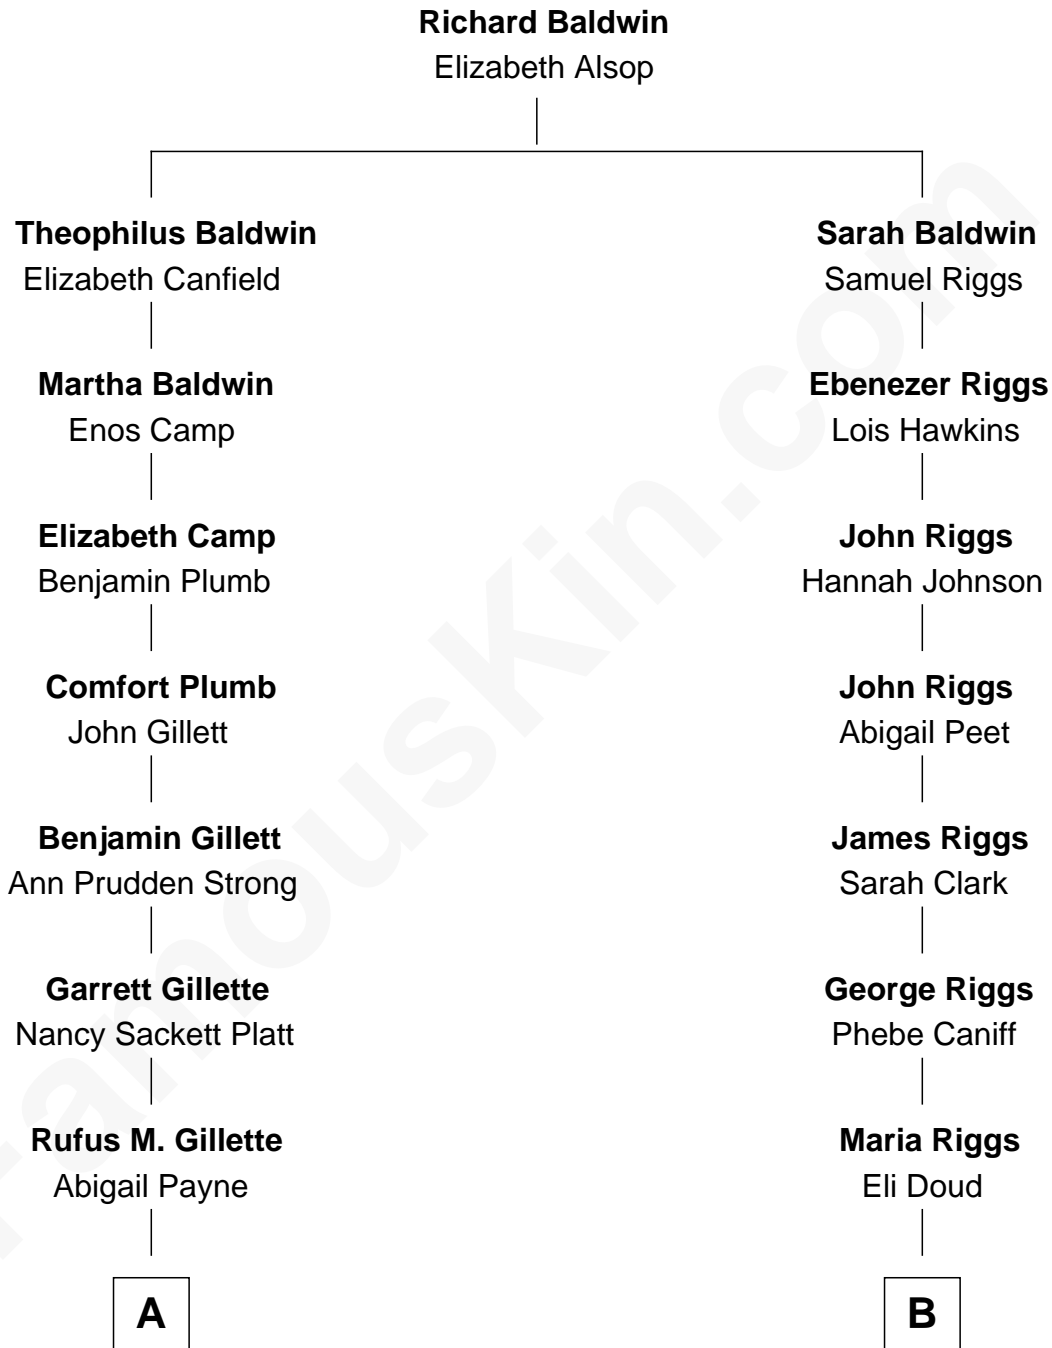 Richard Baldwin
Elizabeth Alsop
Theophilus Baldwin
Elizabeth Canfield
Sarah Baldwin
Samuel Riggs
Martha Baldwin
Enos Camp
Ebenezer Riggs
Lois Hawkins
Elizabeth Camp
Benjamin Plumb
John Riggs
Hannah Johnson
Comfort Plumb
John Gillett
John Riggs
Abigail Peet
Benjamin Gillett
Ann Prudden Strong
James Riggs
Sarah Clark
Garrett Gillette
Nancy Sackett Platt
George Riggs
Phebe Caniff
Rufus M. Gillette
Abigail Payne
Maria Riggs
Eli Doud
A
B
FamousKin.com